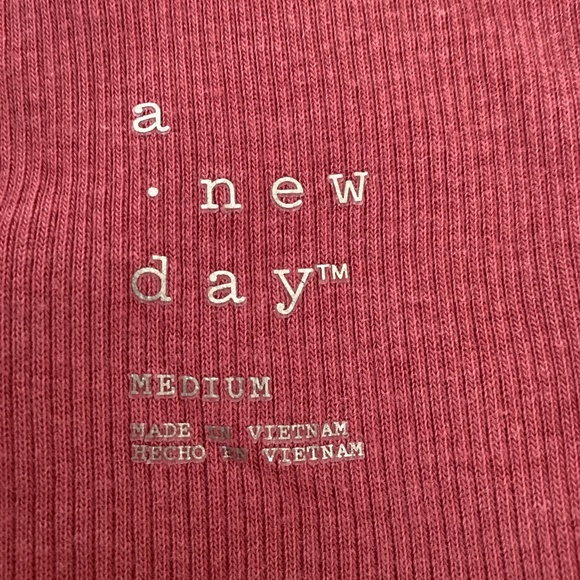 a
· new
day™
MEDIUM
MADE IN VIETNAM
HECHO EN VIETNAM